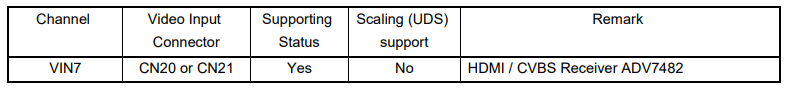 Channel Video Input Connector Supporting Status Scaling (UDS) support Remark
VIN7 CN20 or CN21 Yes No HDMI / CVBS Receiver ADV7482